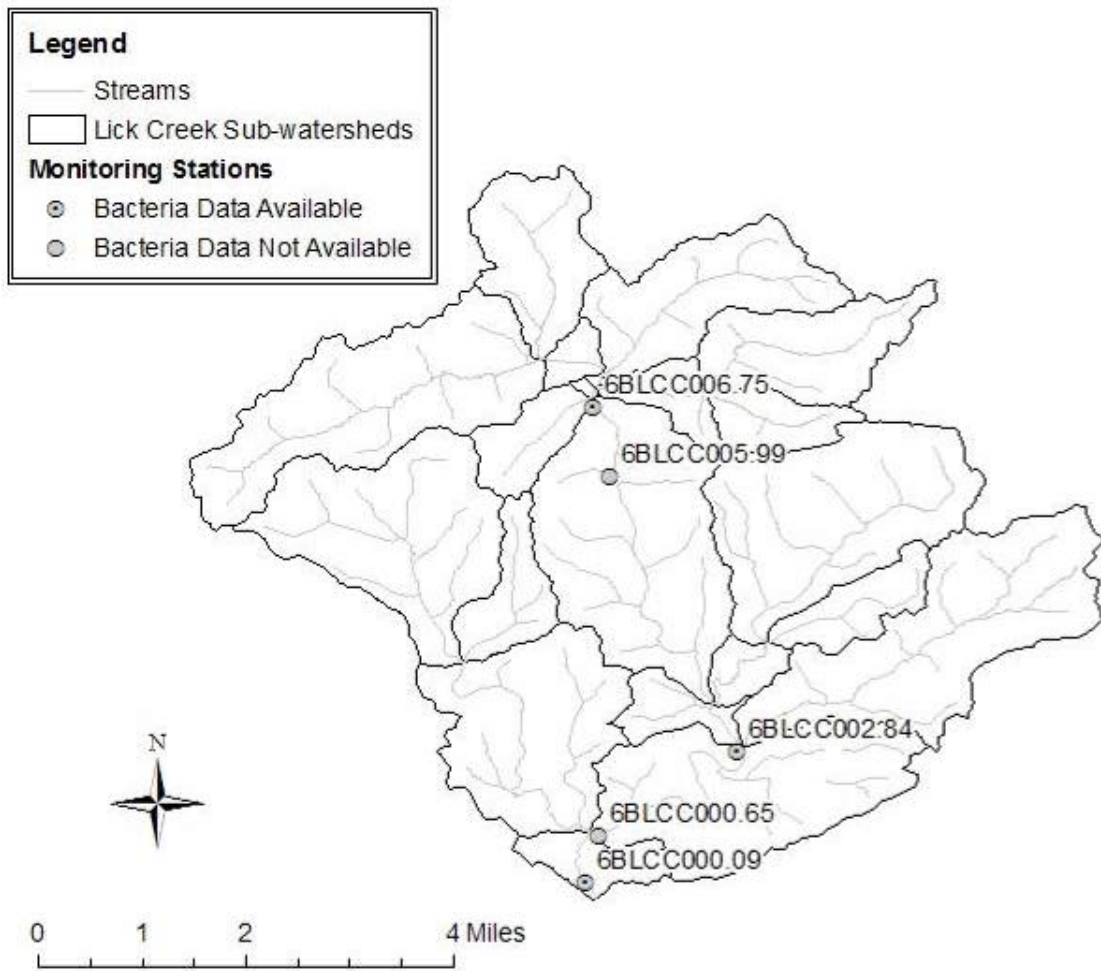 Legend
Streams
Lick Creek Sub-watersheds
Monitoring Stations
Bacteria Data Available
Bacteria Data Not Available
6BLCC006.75
6BLCC005.99
6BLCC002.84
6BLCC000.65
6BLCC000.09
N
0 1 2 4 Miles